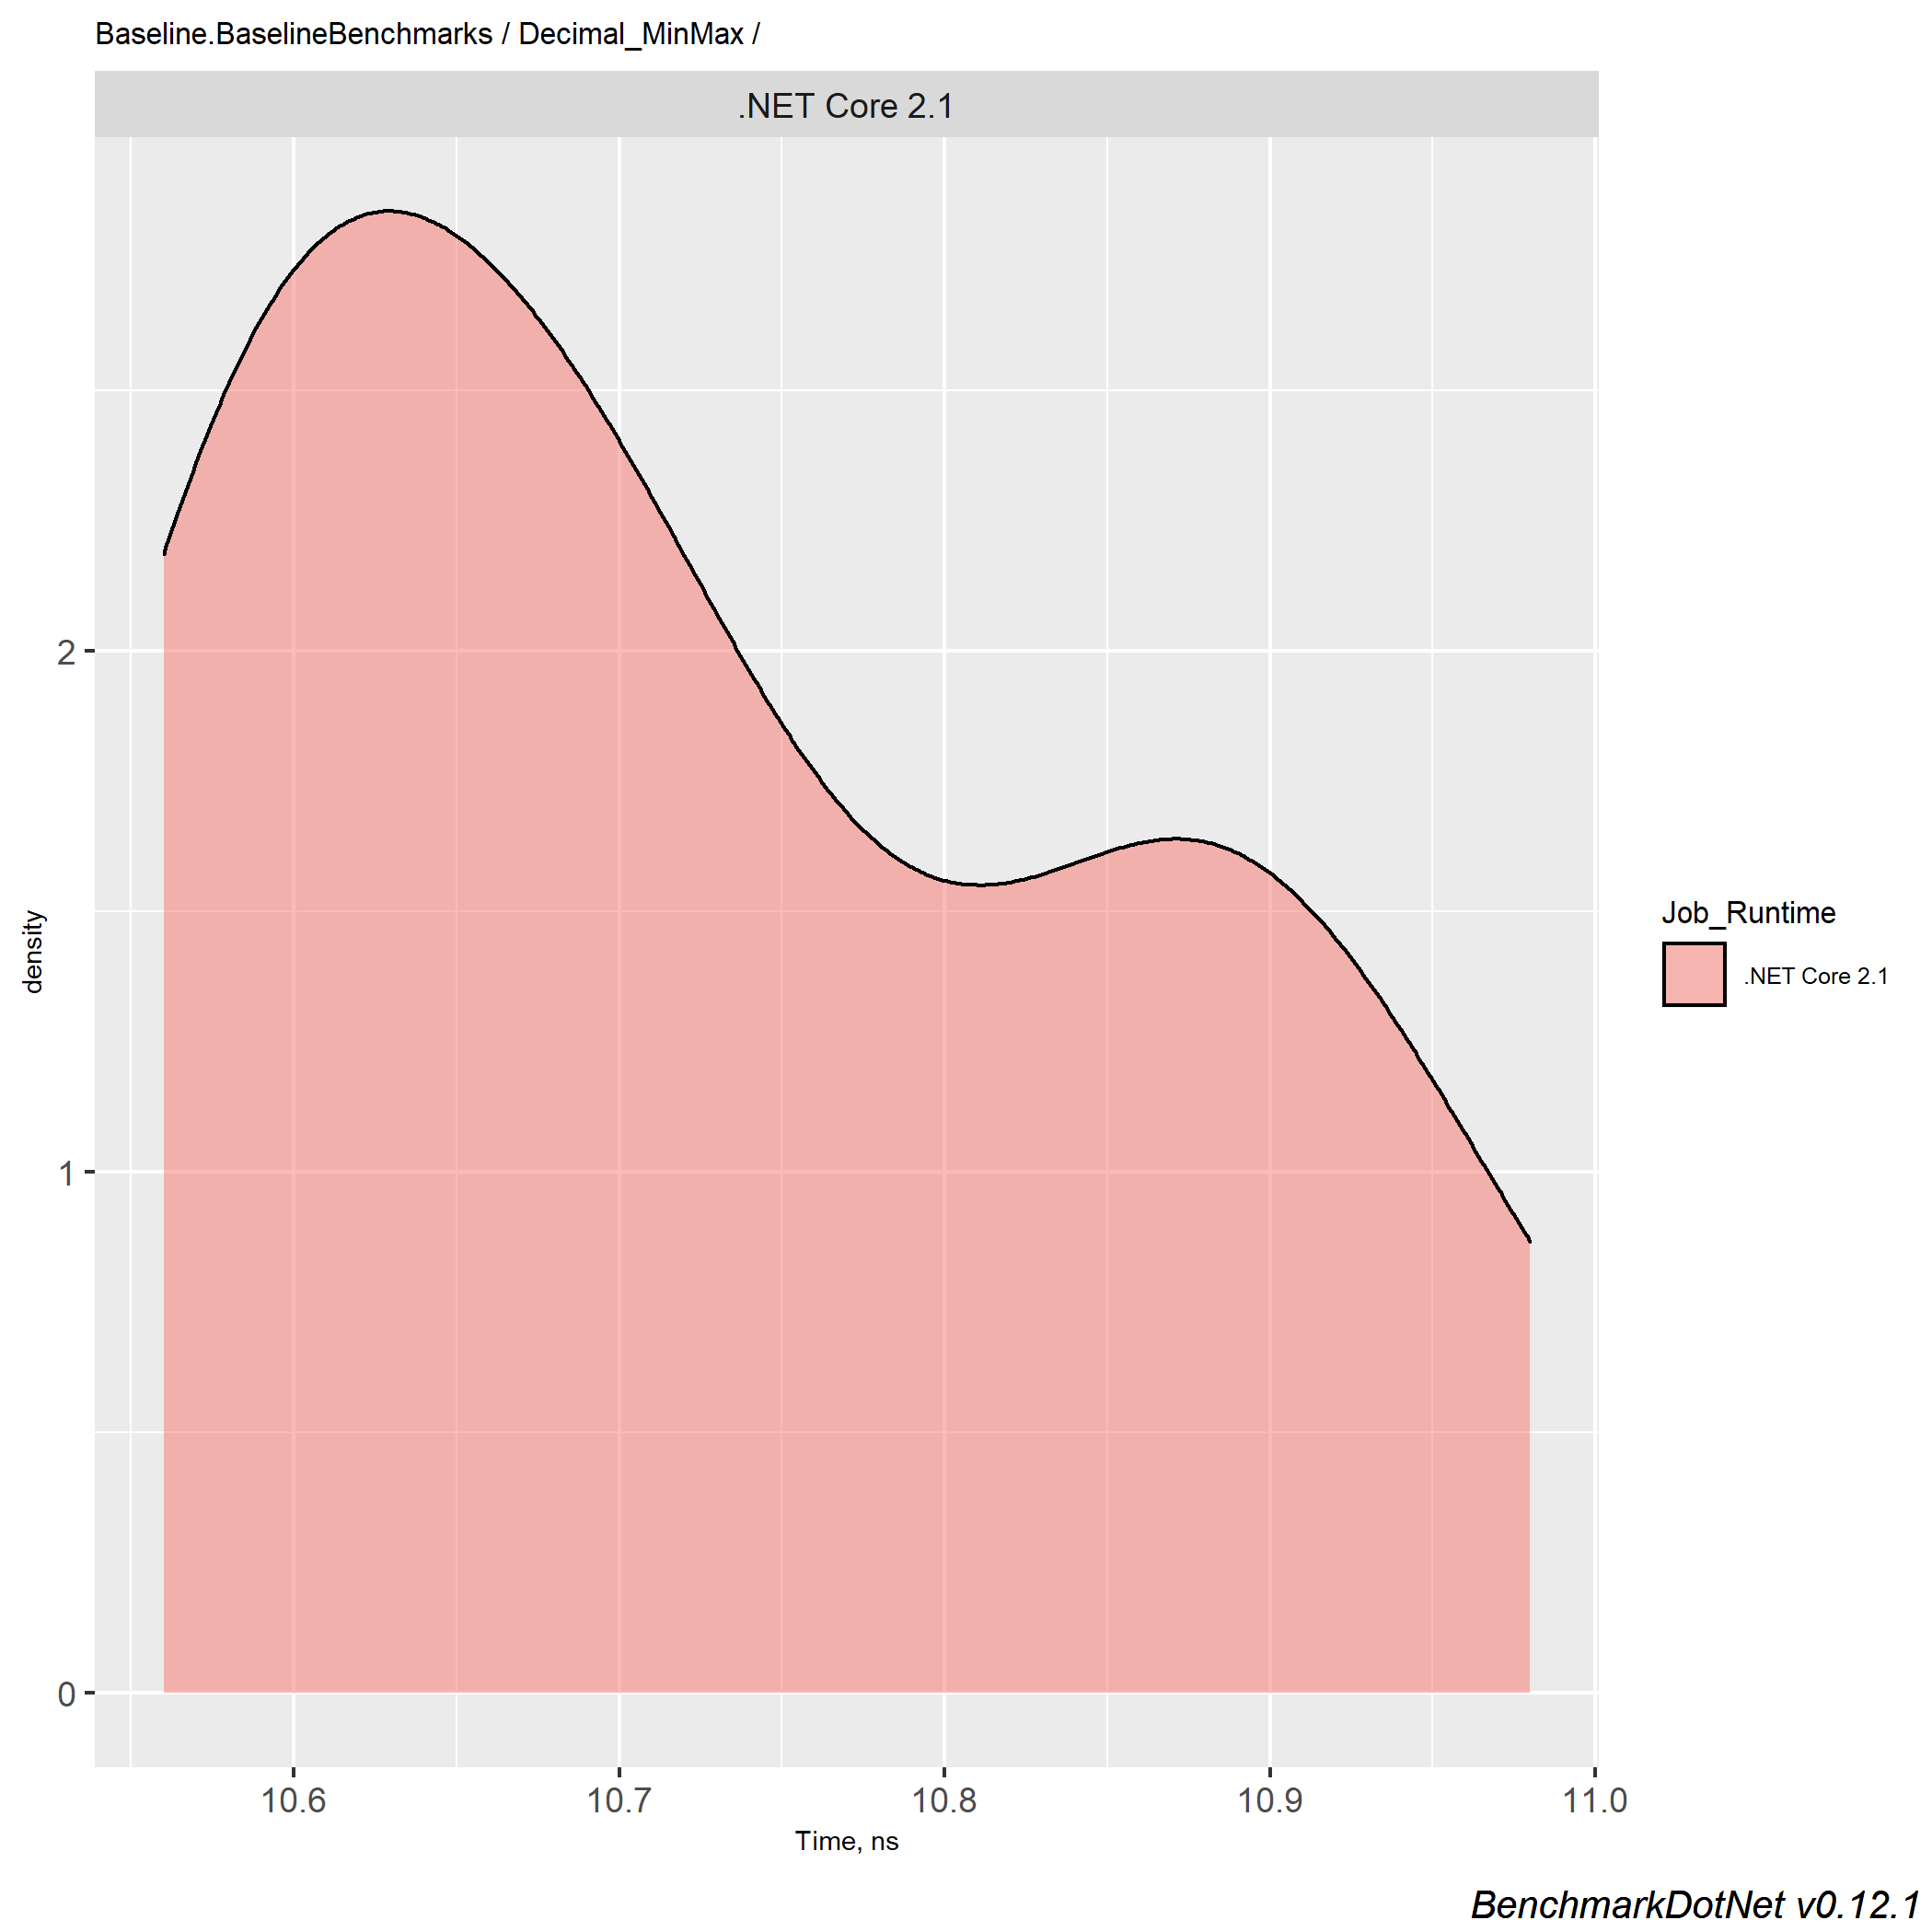 Baseline.BaselineBenchmarks / Decimal_MinMax /
.NET Core 2.1
density
2
1
0
10.6 10.7 10.8 10.9 11.0
Time, ns
Job_Runtime
.NET Core 2.1
BenchmarkDotNet v0.12.1